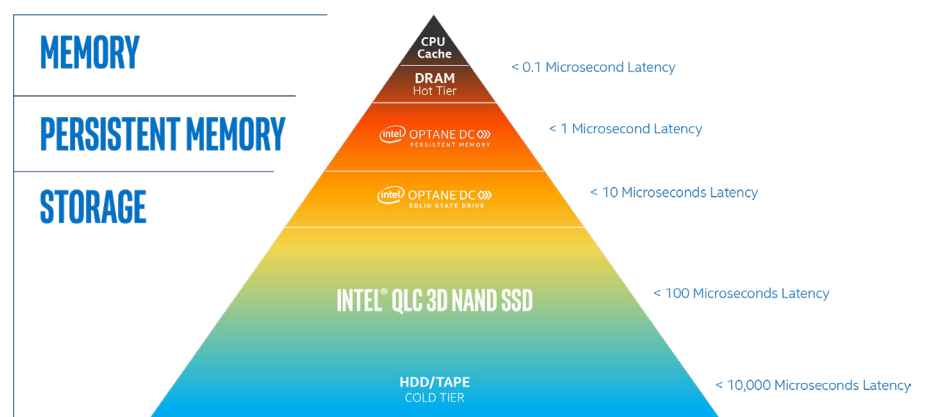 MEMORY
PERSISTENT MEMORY
STORAGE
CPU
Cache
DRAM
Hot Tier
intel OPTANE DC
PERSISTENT MEMORY
intel OPTANE DC
SOLID STATE DRIVE
INTEL® QLC 3D NAND SSD
HDD/TAPE
COLD TIER
< 0.1 Microsecond Latency
< 1 Microsecond Latency
< 10 Microseconds Latency
< 100 Microseconds Latency
< 10,000 Microseconds Latency